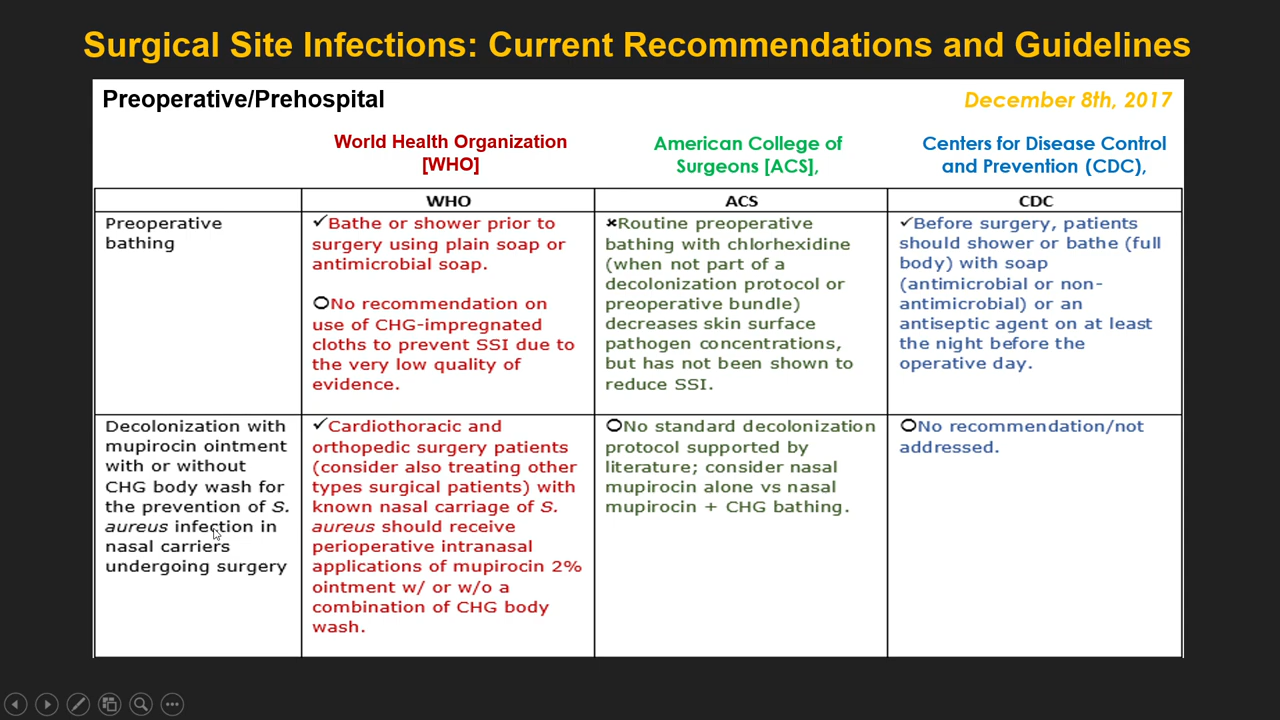 Surgical Site Infections: Current Recommendations and Guidelines
Preoperative/Prehospital
December 8th, 2017
World Health Organization
[WHO]
American College of
Surgeons [ACS],
Centers for Disease Control
and Prevention (CDC),
WHO
ACS
CDC
Preoperative
bathing
✓Bathe or shower prior to
surgery using plain soap or
antimicrobial soap.
○No recommendation on
use of CHG-impregnated
cloths to prevent SSI due to
the very low quality of
evidence.
✖Routine preoperative
bathing with chlorhexidine
(when not part of a
decolonization protocol or
preoperative bundle)
decreases skin surface
pathogen concentrations,
but has not been shown to
reduce SSI.
✓Before surgery, patients
should shower or bathe (full
body) with soap
(antimicrobial or non-
antimicrobial) or an
antiseptic agent on at least
the night before the
operative day.
Decolonization with
mupirocin ointment
with or without
CHG body wash for
the prevention of S.
aureus infection in
nasal carriers
undergoing surgery
✓Cardiothoracic and
orthopedic surgery patients
(consider also treating other
types surgical patients) with
known nasal carriage of S.
aureus should receive
perioperative intranasal
applications of mupirocin 2%
ointment w/ or w/o a
combination of CHG body
wash.
○No standard decolonization
protocol supported by
literature; consider nasal
mupirocin alone vs nasal
mupirocin + CHG bathing.
○No recommendation/not
addressed.